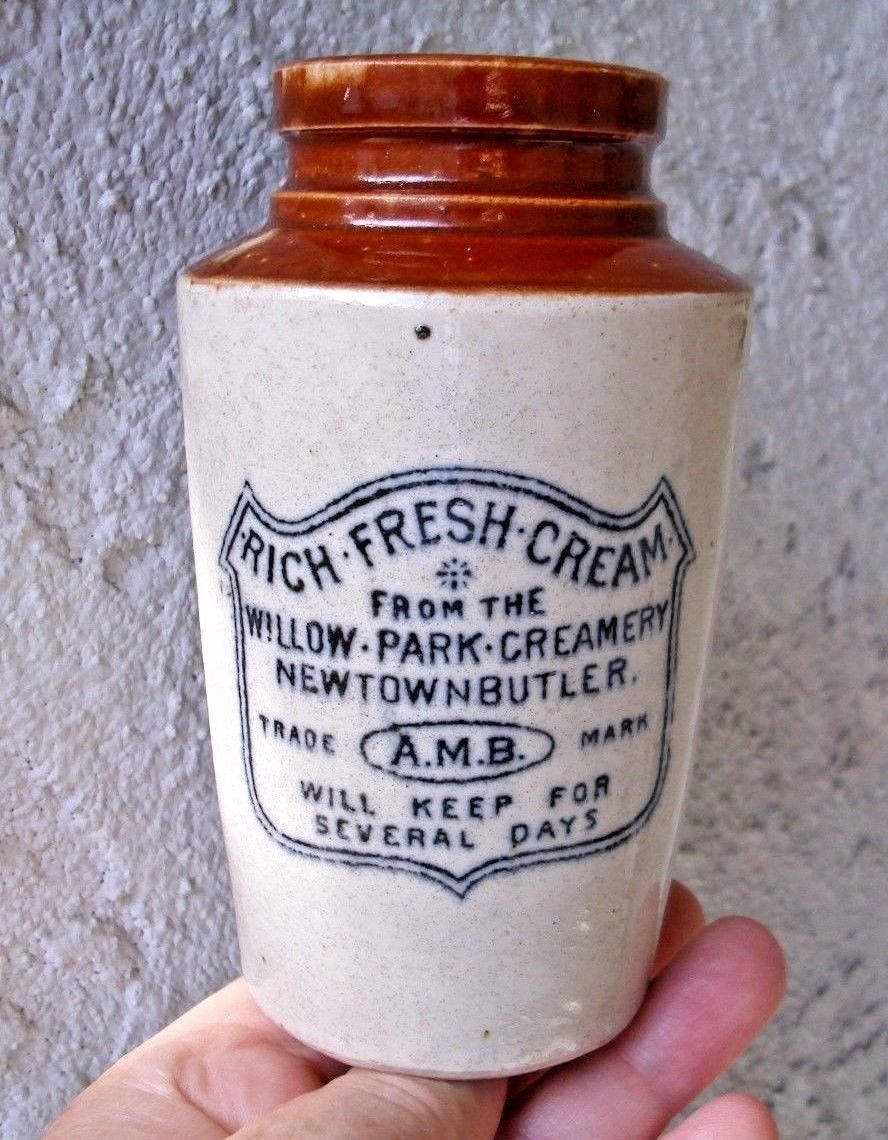 ·RICH·FRESH·CREAM·
FROM THE
WILLOW·PARK·CREAMERY
NEWTOWNBUTLER.
TRADE A.M.B. MARK
WILL KEEP FOR
SEVERAL DAYS